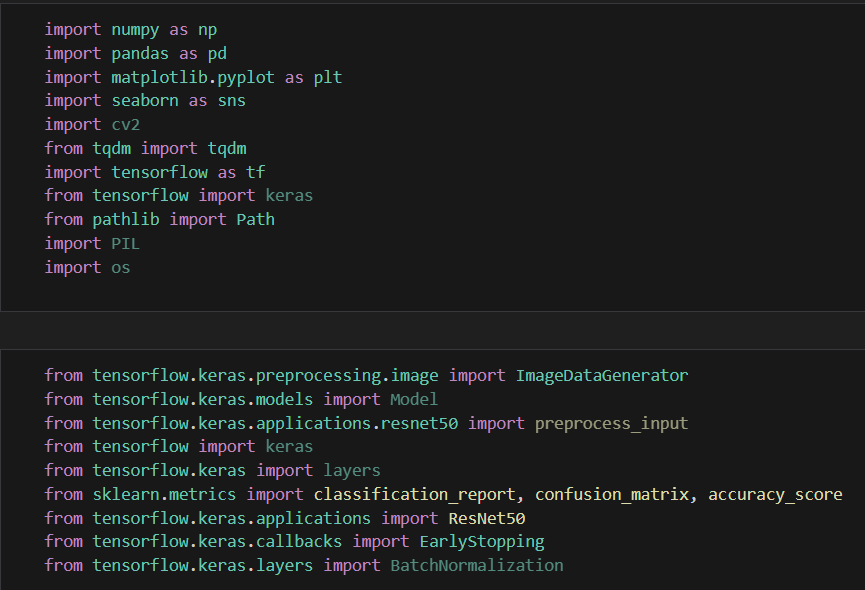 import numpy as np
import pandas as pd
import matplotlib.pyplot as plt
import seaborn as sns
import cv2
from tqdm import tqdm
import tensorflow as tf
from tensorflow import keras
from pathlib import Path
import PIL
import os
from tensorflow.keras.preprocessing.image import ImageDataGenerator
from tensorflow.keras.models import Model
from tensorflow.keras.applications.resnet50 import preprocess_input
from tensorflow import keras
from tensorflow.keras import layers
from sklearn.metrics import classification_report, confusion_matrix, accuracy_score
from tensorflow.keras.applications import ResNet50
from tensorflow.keras.callbacks import EarlyStopping
from tensorflow.keras.layers import BatchNormalization